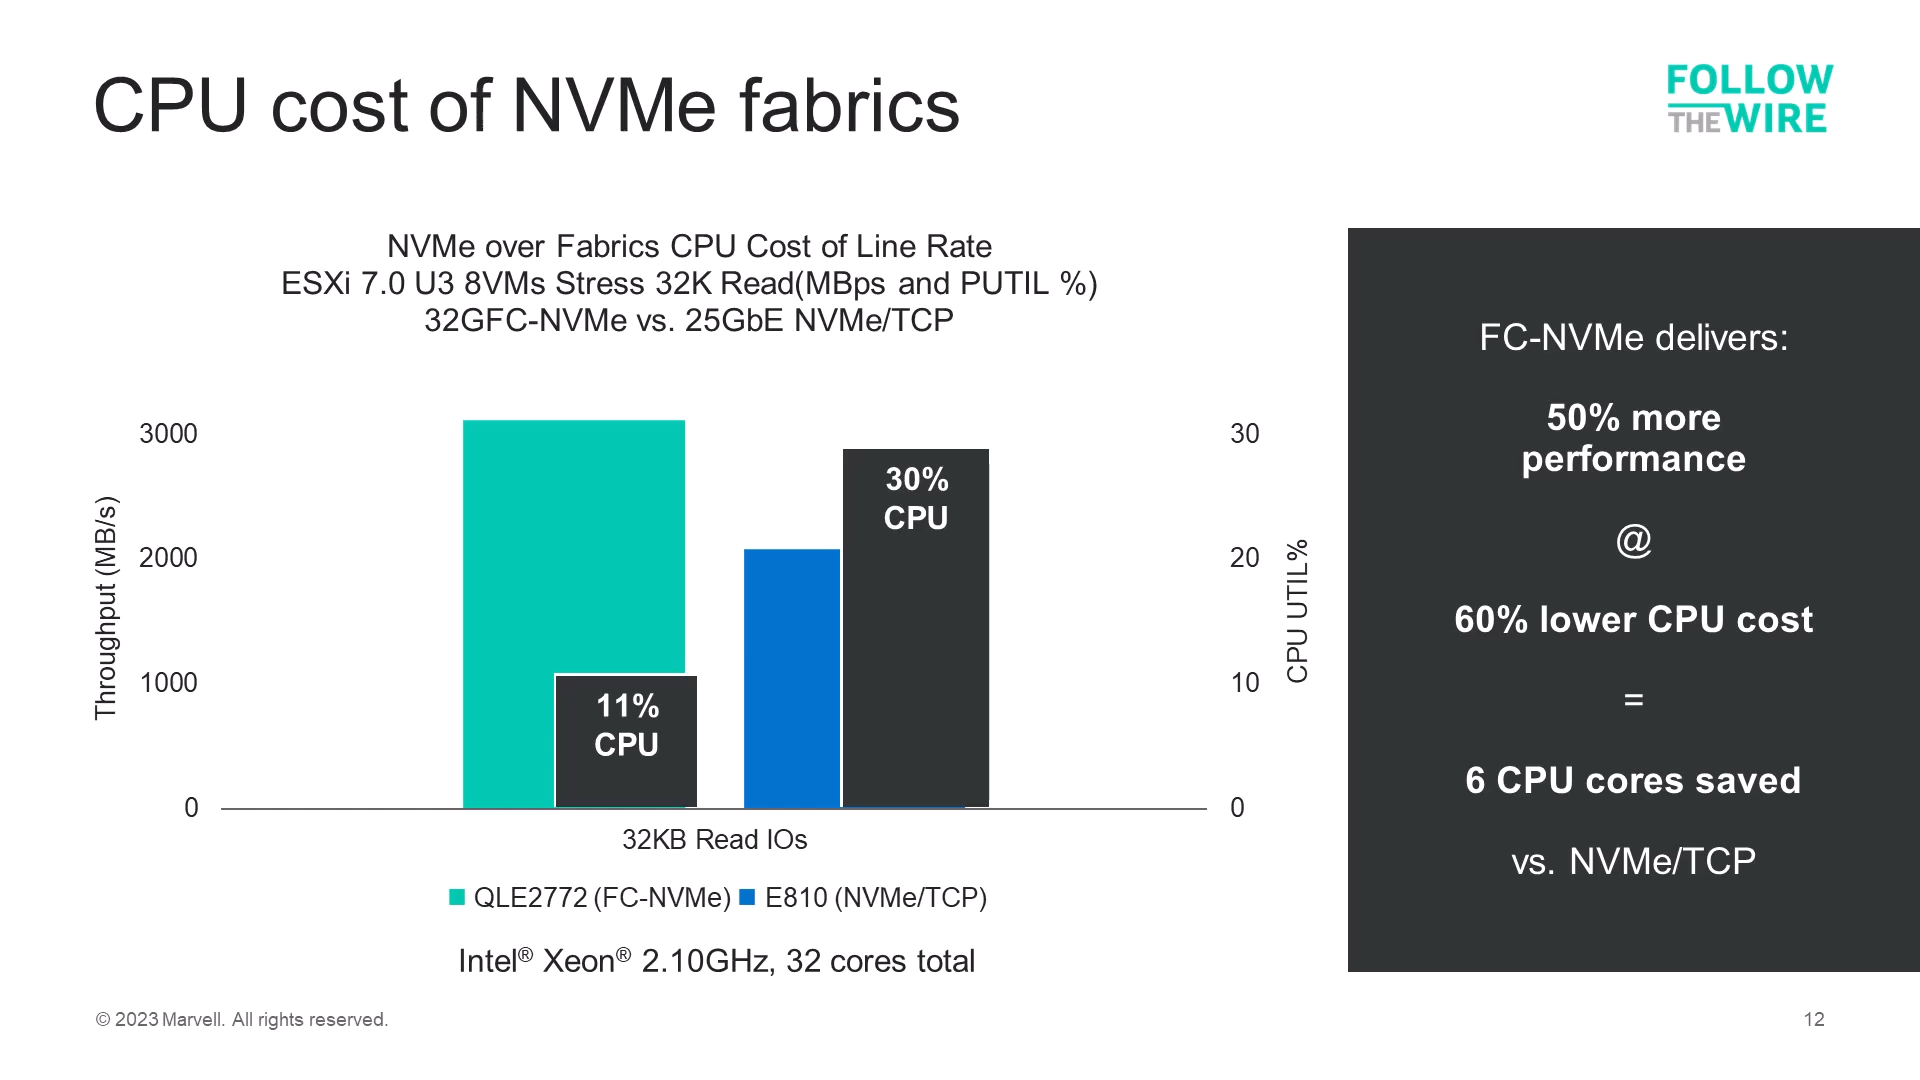 CPU cost of NVMe fabrics
FOLLOW
THE WIRE
NVMe over Fabrics CPU Cost of Line Rate
ESXi 7.0 U3 8VMs Stress 32K Read(MBps and PUTIL %)
32GFC-NVMe vs. 25GbE NVMe/TCP
Throughput (MB/s)
3000
2000
1000
0
11%
CPU
30%
CPU
30
20
10
0
CPU UTIL%
32KB Read IOs
QLE2772 (FC-NVMe) E810 (NVMe/TCP)
Intel® Xeon® 2.10GHz, 32 cores total
FC-NVMe delivers:
50% more
performance
@
60% lower CPU cost
=
6 CPU cores saved
vs. NVMe/TCP
© 2023 Marvell. All rights reserved.
12